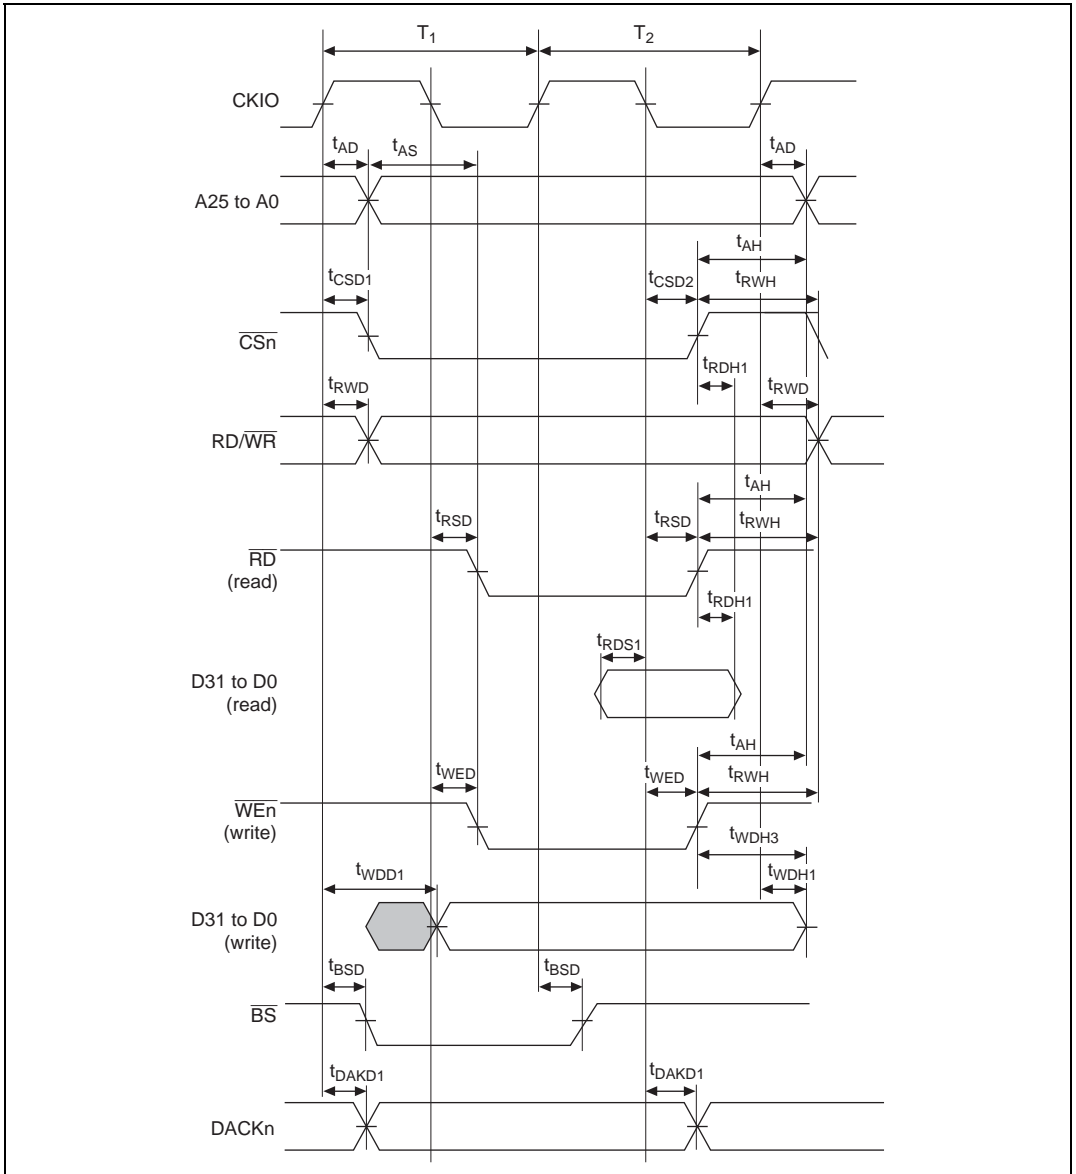 T1 T2
CKIO
tAD tAS tAD
A25 to A0
tAH
tCSD1 tCSD2 tRWH
CSn
tRDH1
tRWD tRWD
RD/WR
tAH
tRSD tRSD tRWH
RD
(read)
tRDH1
tRDS1
D31 to D0
(read)
tAH
tWED tWED tRWH
WEn
(write)
tWDH3
tWDD1 tWDH1
D31 to D0
(write)
tBSD tBSD
BS
tDAKD1 tDAKD1
DACKn